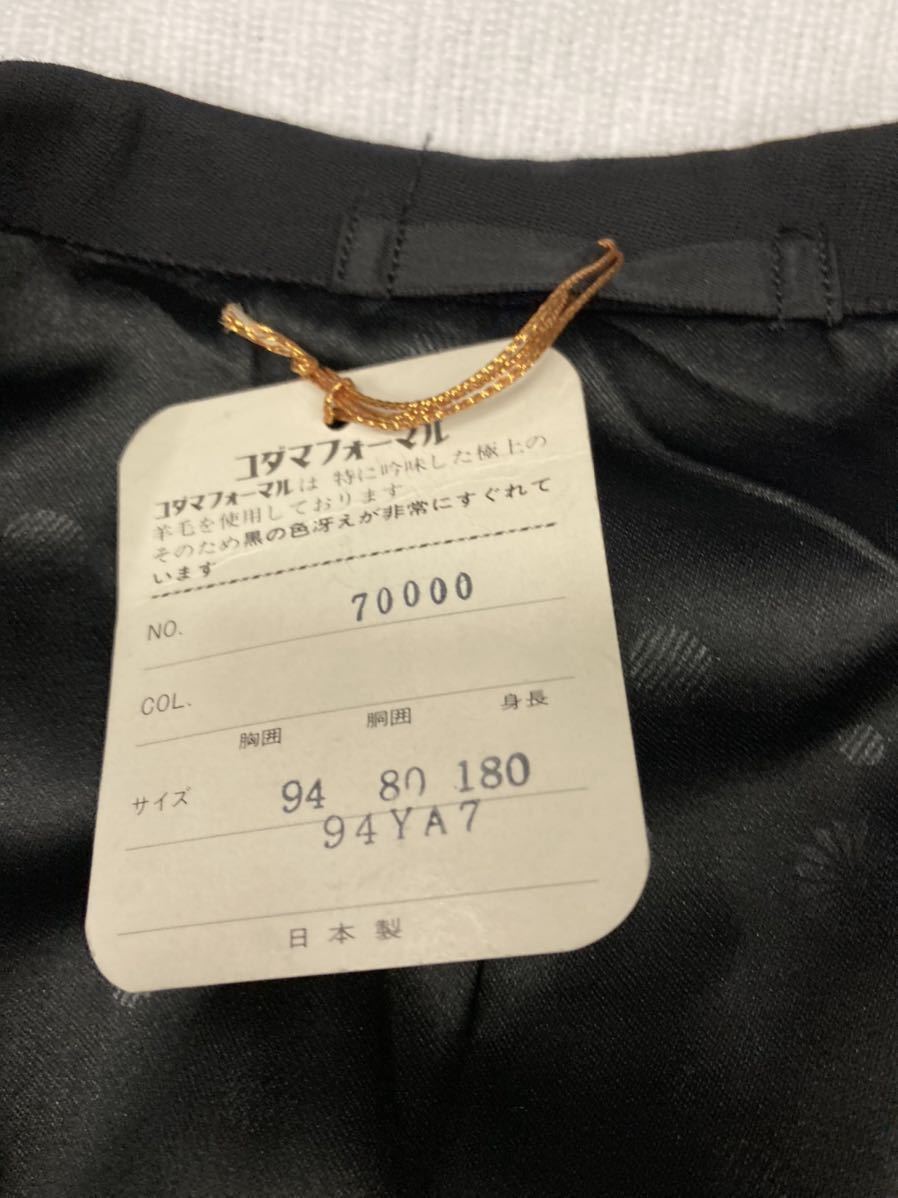 コダマフォーマル
コダマフォーマルは 特に吟味した極上の
羊毛を使用しております
そのため黒の色冴えが非常にすぐれて
います
NO. 70000
COL.
胸囲 胴囲 身長
サイズ 94 80 180
94YA7
日本製